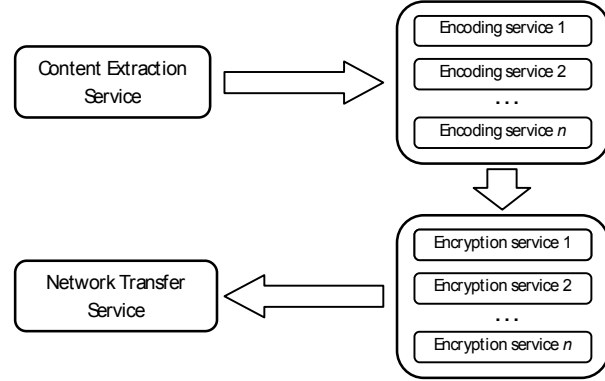 Content Extraction
Service
Encoding service 1
Encoding service 2
...
Encoding service n
Encryption service 1
Encryption service 2
...
Encryption service n
Network Transfer
Service